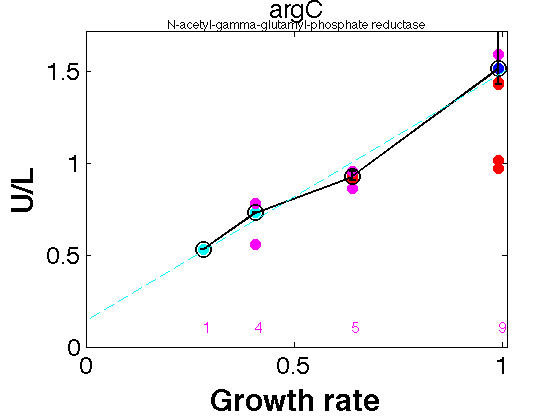 argC
N-acetyl-gamma-glutamyl-phosphate reductase
1.5
1
0.5
0
U/L
1 4 5 9
0 0.5 1
Growth rate